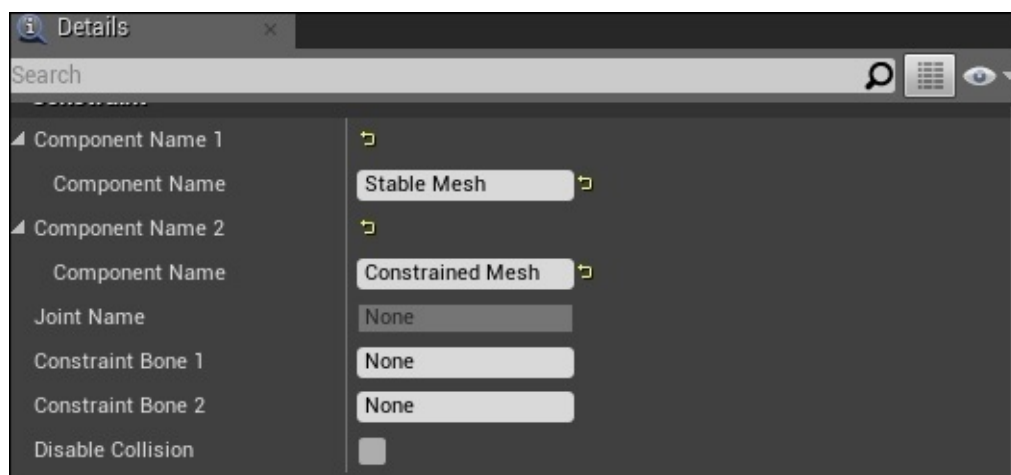 Details
Search
Constraint
Component Name 1
Component Name Stable Mesh
Component Name 2
Component Name Constrained Mesh
Joint Name None
Constraint Bone 1 None
Constraint Bone 2 None
Disable Collision